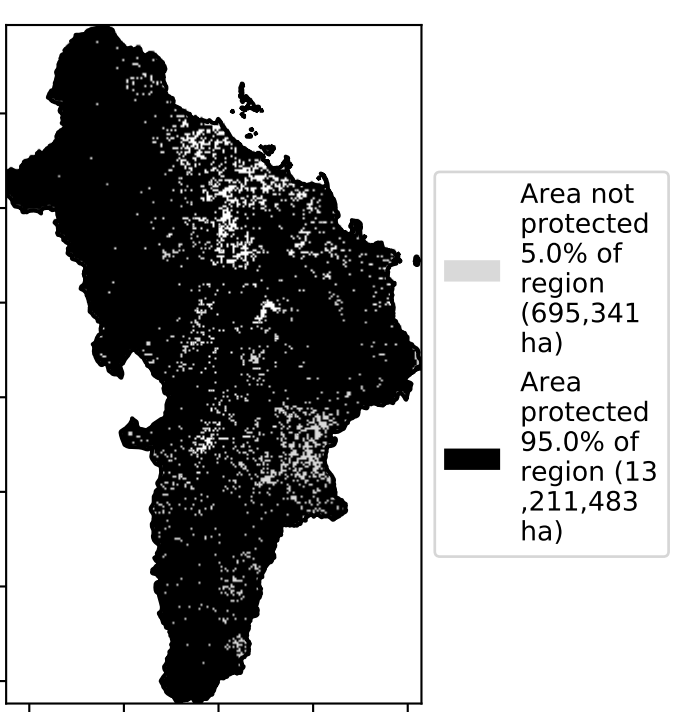 Area not
protected
5.0% of
region
(695,341
ha)
Area
protected
95.0% of
region (13
,211,483
ha)